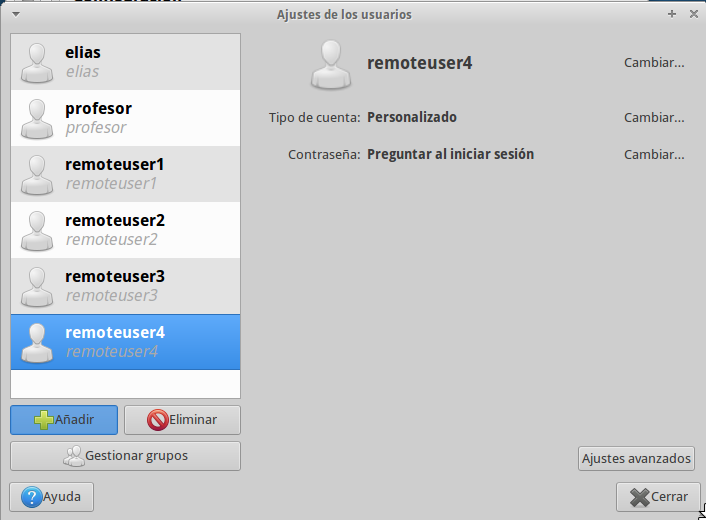 Ajustes de los usuarios
elias
elias
profesor
profesor
remoteuser1
remoteuser1
remoteuser2
remoteuser2
remoteuser3
remoteuser3
remoteuser4
remoteuser4
Añadir
Eliminar
Gestionar grupos
remoteuser4
Cambiar...
Tipo de cuenta: Personalizado
Cambiar...
Contraseña: Preguntar al iniciar sesión
Cambiar...
Ajustes avanzados
Ayuda
Cerrar